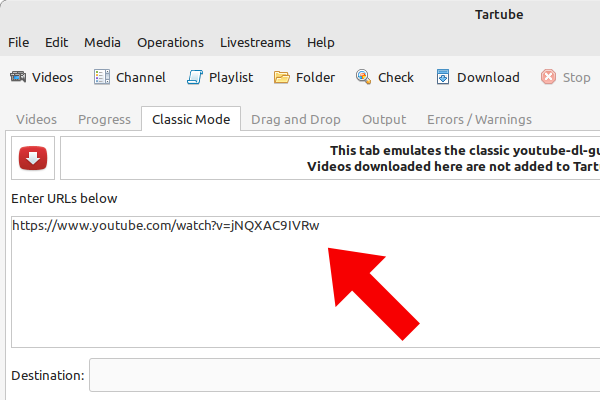 Tartube
File Edit Media Operations Livestreams Help
Videos Channel Playlist Folder Check Download Stop
Videos Progress Classic Mode Drag and Drop Output Errors / Warnings
This tab emulates the classic youtube-dl-gu
Videos downloaded here are not added to Tart
Enter URLs below
https://www.youtube.com/watch?v=jNQXAC9IVRw
Destination: